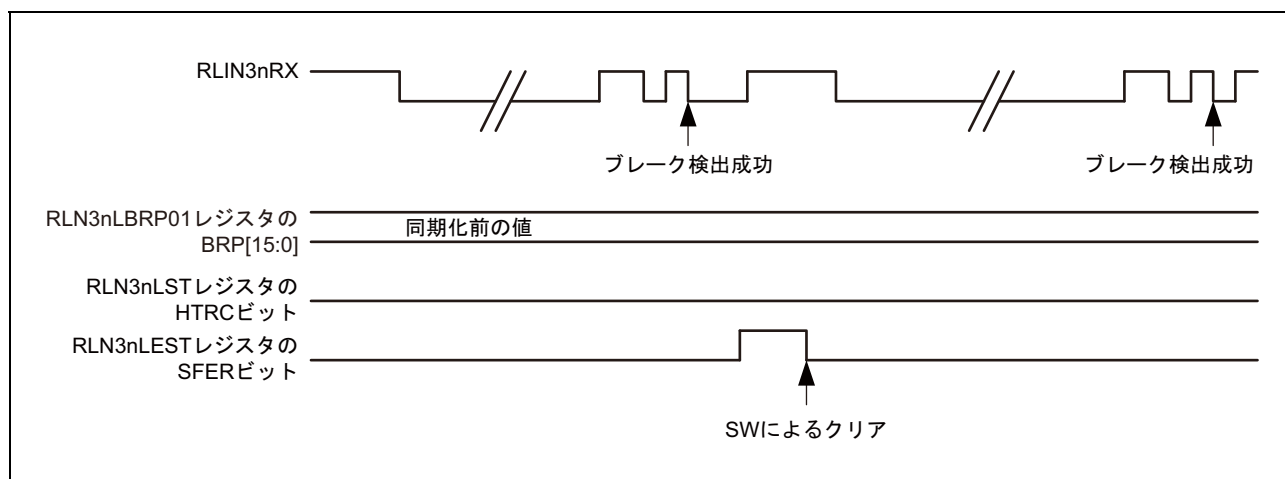 RLIN3nRX
ブレーク検出成功
ブレーク検出成功
RLN3nLBRP01レジスタの
BRP[15:0]
同期化前の値
RLN3nLSTレジスタの
HTRCビット
RLN3nLESTレジスタの
SFERビット
SWによるクリア